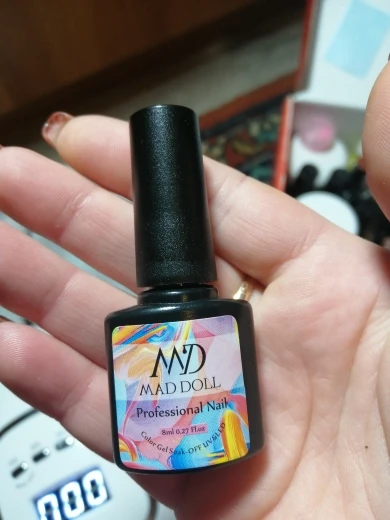 MD
MAD DOLL
Professional Nail
8ml 0.27 Fl.oz
Color Gel Soak-OFF UV&LED
000